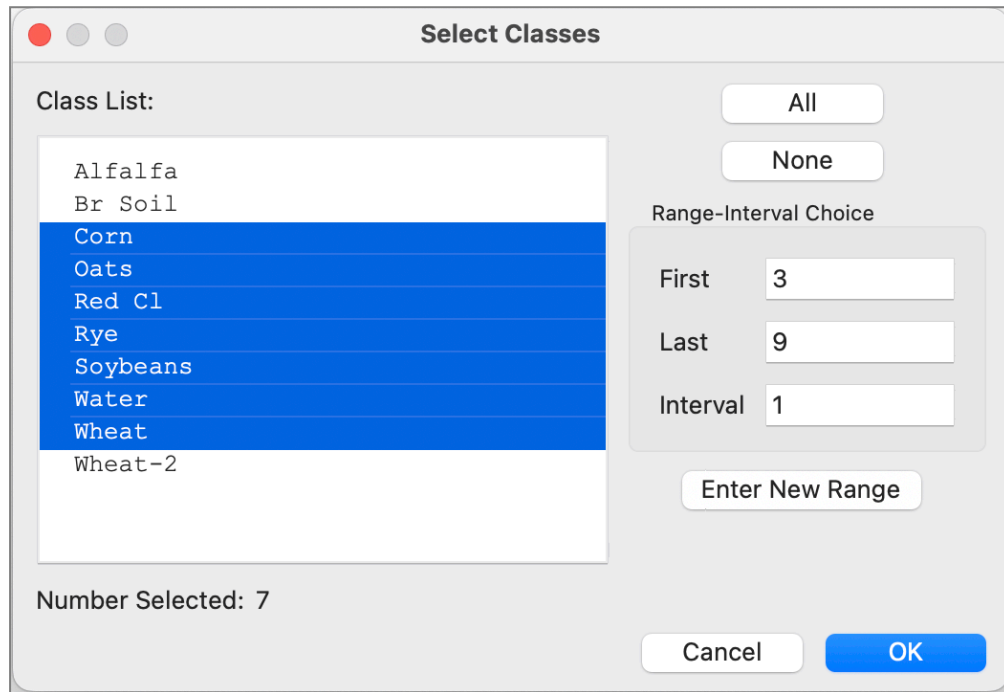 Select Classes
Class List:
Alfalfa
Br Soil
Corn
Oats
Red Cl
Rye
Soybeans
Water
Wheat
Wheat-2
Number Selected: 7
All
None
Range-Interval Choice
First 3
Last 9
Interval 1
Enter New Range
Cancel OK